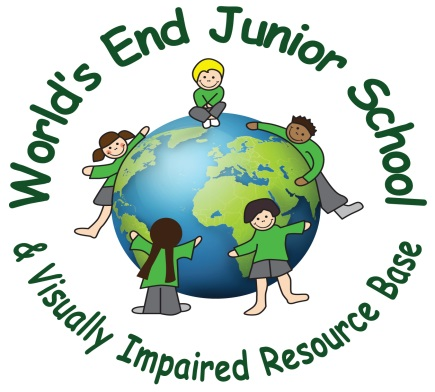 World's End Junior School
& Visually Impaired Resource Base